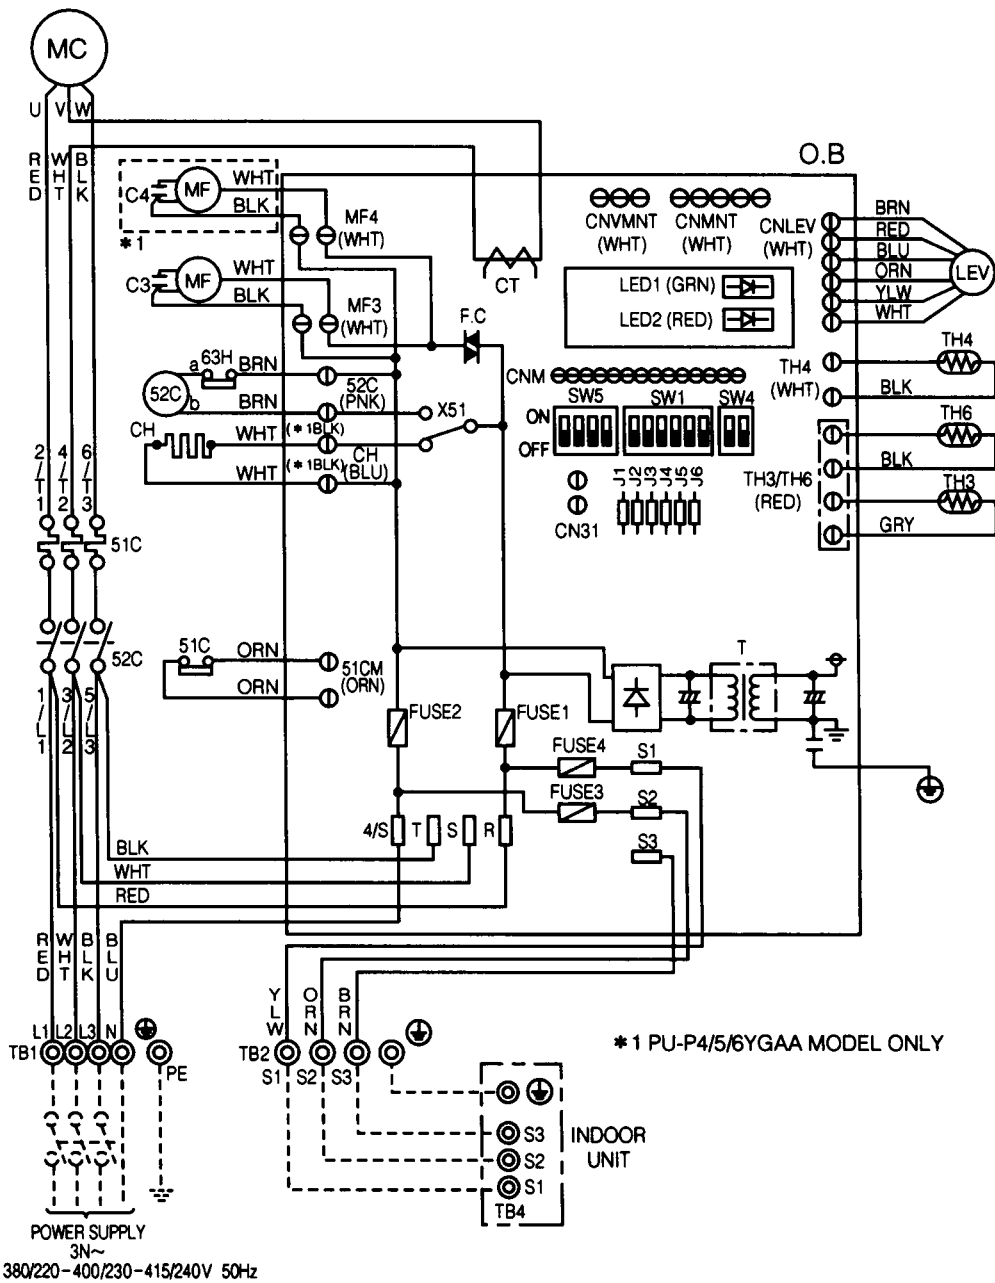 MC
U V W
RED
WHT
BLK
O.B
C4 MF WHT
BLK
MF4
(WHT)
*1
C3 MF WHT
BLK
MF3
(WHT)
CT
F.C
CNVMNT
(WHT)
CNMNT
(WHT)
CNLEV
(WHT)
BRN
RED
BLU
ORN
YLW
WHT
LEV
LED1 (GRN)
LED2 (RED)
TH4
TH4
(WHT)
BLK
CNM
SW5 SW1 SW4
ON
OFF
63H
a
BRN
52C
b
BRN
52C
(PNK)
X51
CH
WHT (*1BLK)
WHT (*1BLK)
CH
(BLU)
J1 J2 J3 J4 J5 J6
CN31
TH6
BLK
TH3/TH6
(RED)
TH3
GRY
2/T1 4/T2 6/T3
51C
52C
1/L1 3/L2 5/L3
51C ORN
ORN
51CM
(ORN)
T
FUSE2
FUSE1
FUSE4 S1
FUSE3 S2
S3
4/S T S R
BLK
WHT
RED
RED
WHT
BLK
BLU
YLW
ORN
BRN
L1 L2 L3 N
TB1
PE
TB2
S1 S2 S3
*1 PU-P4/5/6YGAA MODEL ONLY
S3
S2
S1
TB4
INDOOR
UNIT
POWER SUPPLY
3N~
380/220-400/230-415/240V 50Hz